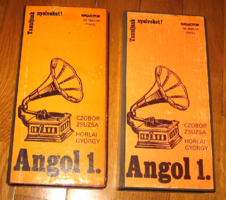 Tanuljunk
nyelveket!
CZOBOR
ZSUZSA
HORLAI
GYÖRGY
Angol 1.
Tanuljunk
nyelveket!
CZOBOR
ZSUZSA
HORLAI
GYÖRGY
Angol 1.